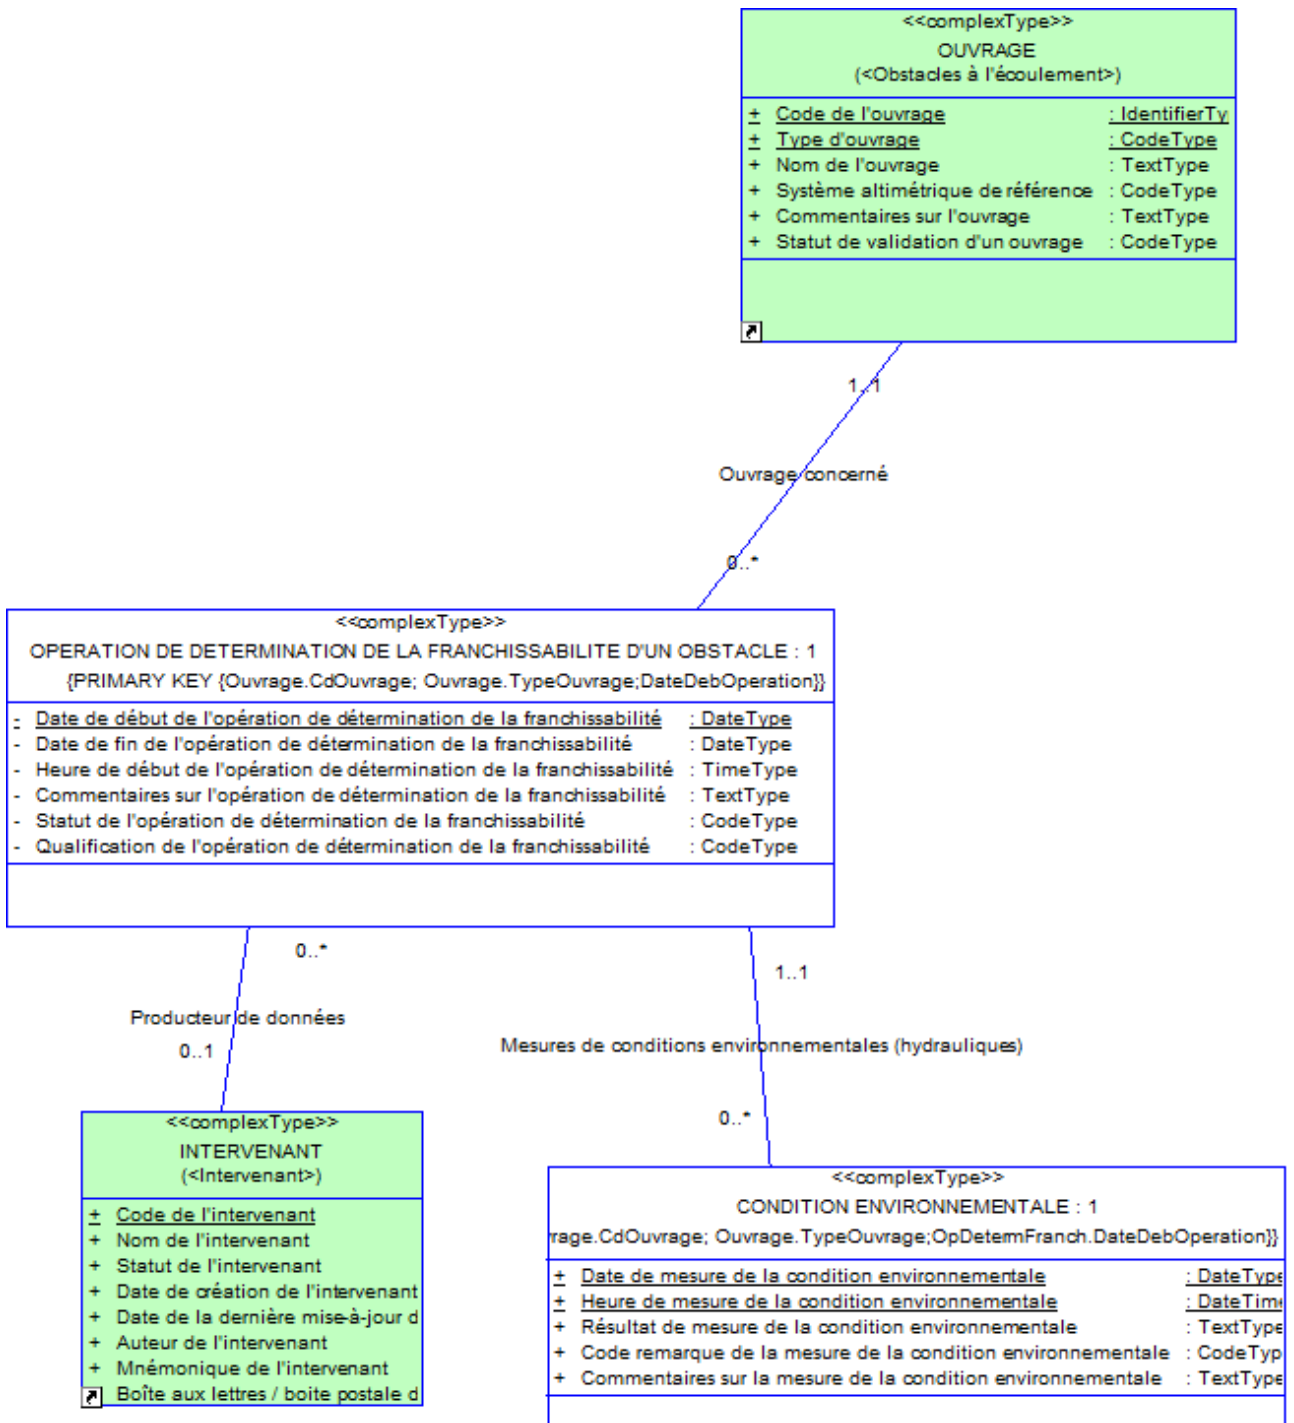 <<complexType>>
OUVRAGE
(<Obstacles à l'écoulement>)
+ Code de l'ouvrage : IdentifierTy
+ Type d'ouvrage : CodeType
+ Nom de l'ouvrage : TextType
+ Système altimétrique de référence : CodeType
+ Commentaires sur l'ouvrage : TextType
+ Statut de validation d'un ouvrage : CodeType
1..1
Ouvrage concerné
0..*
<<complexType>>
OPERATION DE DETERMINATION DE LA FRANCHISSABILITE D'UN OBSTACLE : 1
{PRIMARY KEY {Ouvrage.CdOuvrage; Ouvrage.TypeOuvrage;DateDebOperation}}
- Date de début de l'opération de détermination de la franchissabilité : DateType
- Date de fin de l'opération de détermination de la franchissabilité : DateType
- Heure de début de l'opération de détermination de la franchissabilité : TimeType
- Commentaires sur l'opération de détermination de la franchissabilité : TextType
- Statut de l'opération de détermination de la franchissabilité : CodeType
- Qualification de l'opération de détermination de la franchissabilité : CodeType
0..*
Producteur de données
0..1
<<complexType>>
INTERVENANT
(<Intervenant>)
+ Code de l'intervenant
+ Nom de l'intervenant
+ Statut de l'intervenant
+ Date de création de l'intervenant
+ Date de la dernière mise-à-jour d
+ Auteur de l'intervenant
+ Mnémonique de l'intervenant
Boîte aux lettres / boite postale d
1..1
Mesures de conditions environnementales (hydrauliques)
0..*
<<complexType>>
CONDITION ENVIRONNEMENTALE : 1
rage.CdOuvrage; Ouvrage.TypeOuvrage;OpDetermFranch.DateDebOperation}}
+ Date de mesure de la condition environnementale : DateType
+ Heure de mesure de la condition environnementale : DateTime
+ Résultat de mesure de la condition environnementale : TextType
+ Code remarque de la mesure de la condition environnementale : CodeTyp
+ Commentaires sur la mesure de la condition environnementale : TextType